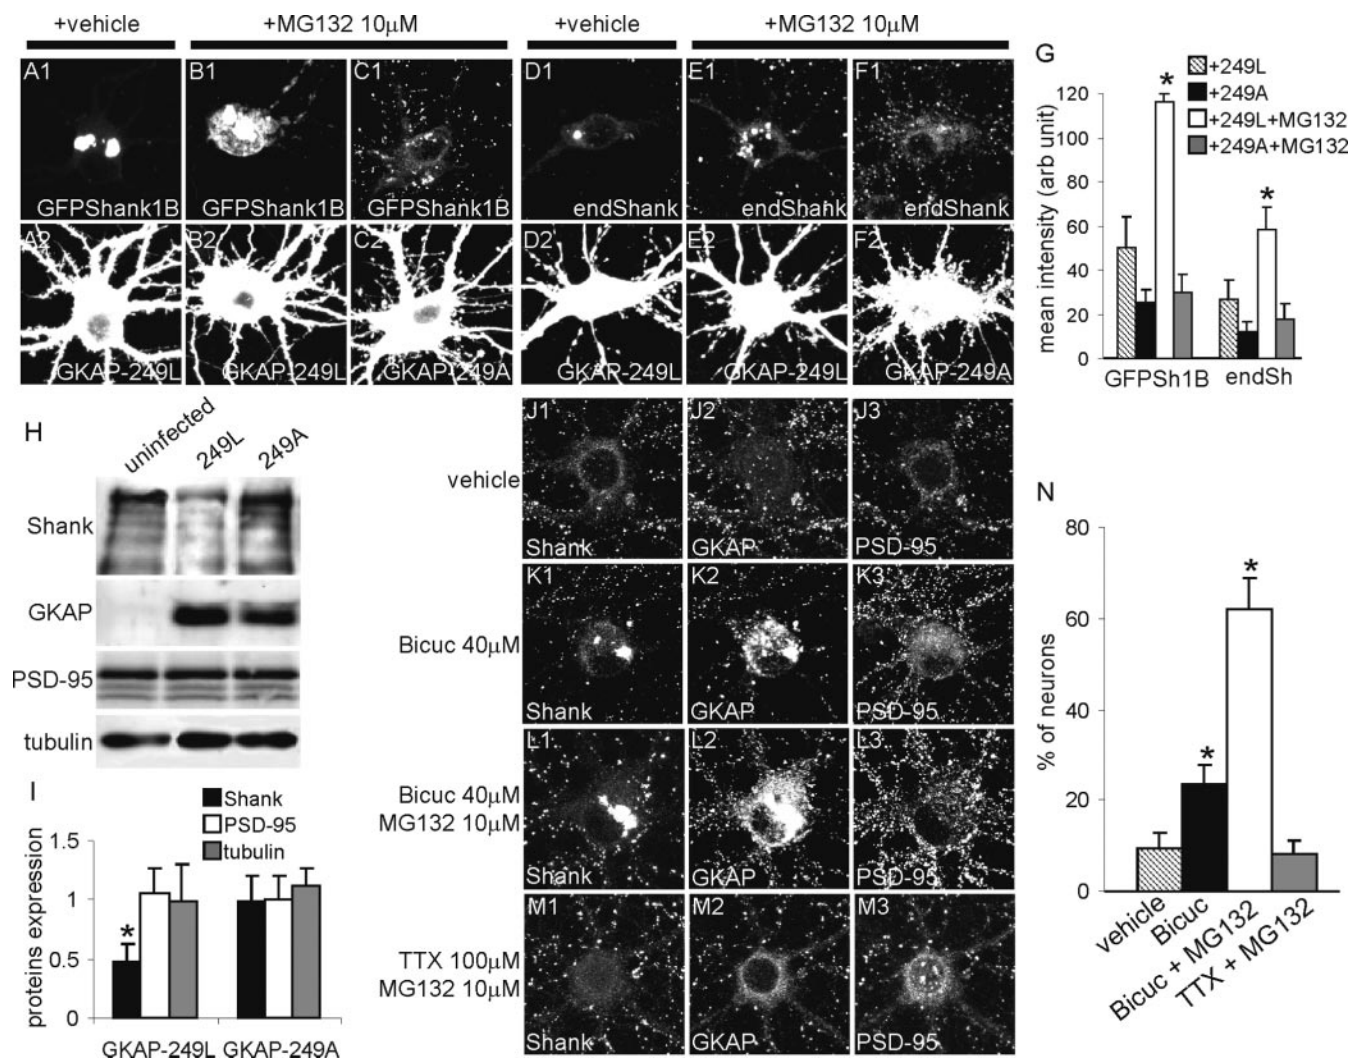 +vehicle +MG132 10μM +vehicle +MG132 10μM
A1 B1 C1 D1 E1 F1
GFPShank1B GFPShank1B GFPShank1B endShank endShank endShank
A2 B2 C2 D2 E2 F2
GKAP-249L GKAP-249L GKAP-249A GKAP-249L GKAP-249L GKAP-249A
G
+249L
+249A
+249L+MG132
+249A+MG132
mean intensity (arb unit)
120
100
80
60
40
20
0
* *
GFPSh1B endSh
H
uninfected 249L 249A
Shank
GKAP
PSD-95
tubulin
I
Shank
PSD-95
tubulin
proteins expression
1.5
1
0.5
0
*
GKAP-249L GKAP-249A
J1 J2 J3
vehicle
Shank GKAP PSD-95
K1 K2 K3
Bicuc 40μM
Shank GKAP PSD-95
L1 L2 L3
Bicuc 40μM
MG132 10μM
Shank GKAP PSD-95
M1 M2 M3
TTX 100μM
MG132 10μM
Shank GKAP PSD-95
N
% of neurons
80
60
40
20
0
* *
vehicle
Bicuc
Bicuc + MG132
TTX + MG132